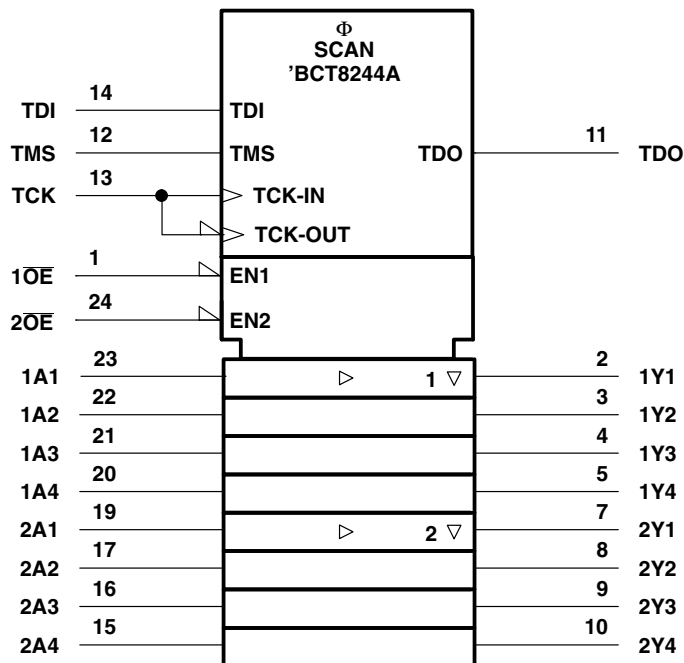 Φ
SCAN
'BCT8244A
TDI 14 TDI
TMS 12 TMS TDO 11 TDO
TCK 13 TCK-IN
TCK-OUT
1O̅E̅ 1 EN1
2O̅E̅ 24 EN2
1A1 23 1 2 1Y1
1A2 22 3 1Y2
1A3 21 4 1Y3
1A4 20 5 1Y4
2A1 19 2 7 2Y1
2A2 17 8 2Y2
2A3 16 9 2Y3
2A4 15 10 2Y4